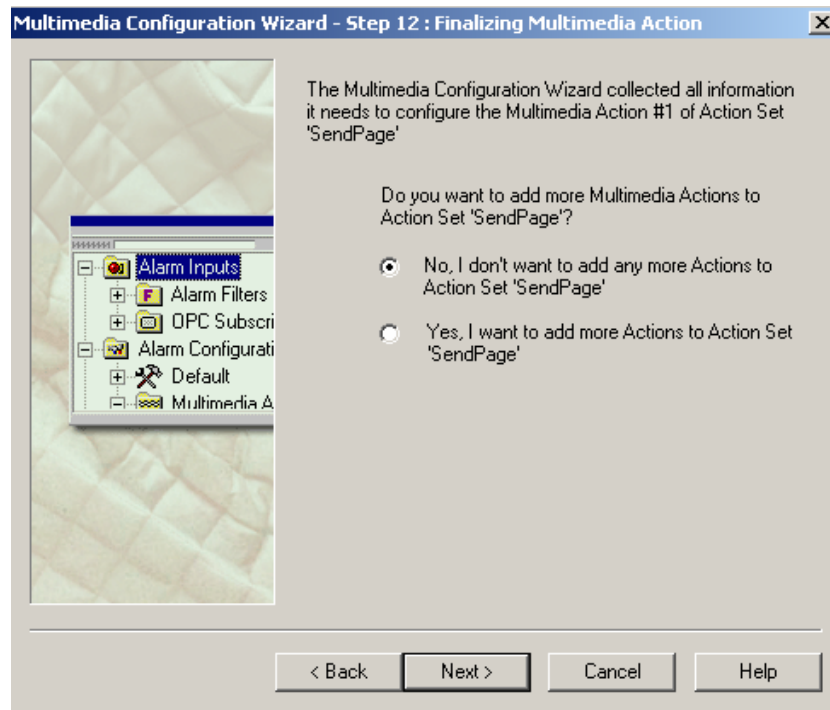 Multimedia Configuration Wizard - Step 12 : Finalizing Multimedia Action
The Multimedia Configuration Wizard collected all information
it needs to configure the Multimedia Action #1 of Action Set
'SendPage'
Do you want to add more Multimedia Actions to
Action Set 'SendPage'?
No, I don't want to add any more Actions to
Action Set 'SendPage'
Yes, I want to add more Actions to Action Set
'SendPage'
Alarm Inputs
F Alarm Filters
OPC Subscri
Alarm Configurati
Default
Multimedia A
< Back
Next >
Cancel
Help